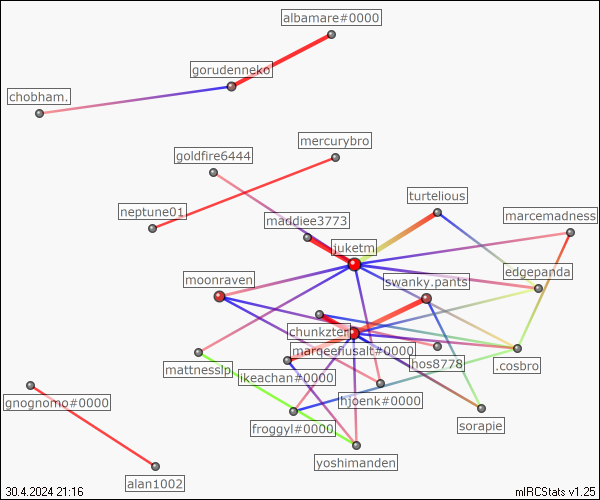 albamare#0000
gorudenneko
chobham.
mercurybro
goldfire6444
turtelious
neptune01
maddiee3773
marcemadness
juketm
edgepanda
moonraven
swanky.pants
chunkzter
marqeerusalt#0000
hos8778
.cosbro
mattnesslp
ikeachan#0000
hjoenk#0000
gnognomo#0000
froggyl#0000
sorapie
yoshimanden
alan1002
30.4.2024 21:16
mIRCStats v1.25